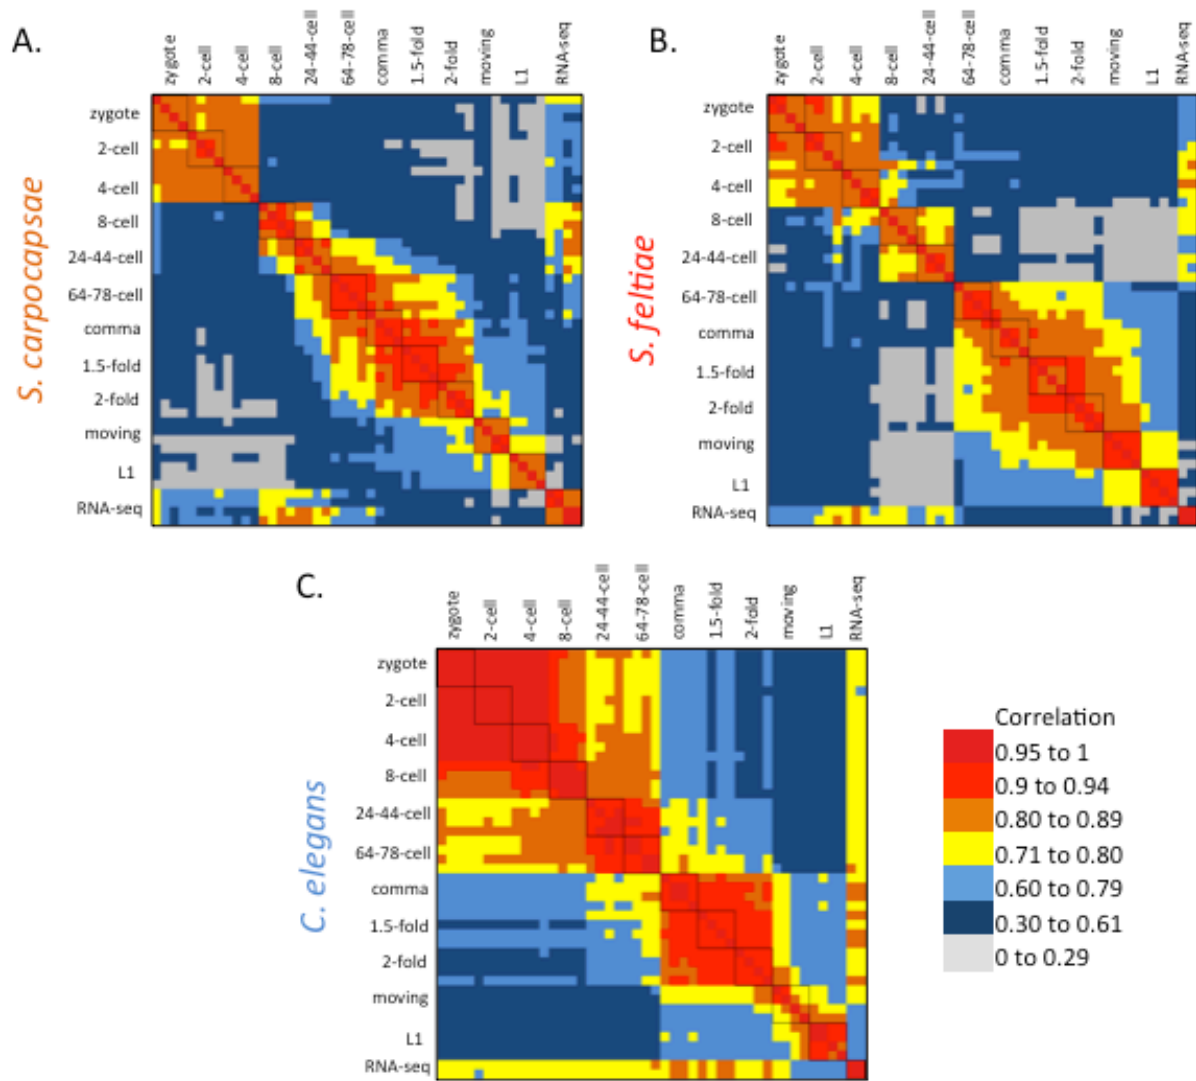 A.
zygote
2-cell
4-cell
8-cell
24-44-cell
64-78-cell
comma
1.5-fold
2-fold
moving
L1
RNA-seq
zygote
2-cell
4-cell
8-cell
24-44-cell
64-78-cell
comma
1.5-fold
2-fold
moving
L1
RNA-seq
S. carpocapsae
B.
zygote
2-cell
4-cell
8-cell
24-44-cell
64-78-cell
comma
1.5-fold
2-fold
moving
L1
RNA-seq
zygote
2-cell
4-cell
8-cell
24-44-cell
64-78-cell
comma
1.5-fold
2-fold
moving
L1
RNA-seq
S. feltiae
C.
zygote
2-cell
4-cell
8-cell
24-44-cell
64-78-cell
comma
1.5-fold
2-fold
moving
L1
RNA-seq
zygote
2-cell
4-cell
8-cell
24-44-cell
64-78-cell
comma
1.5-fold
2-fold
moving
L1
RNA-seq
C. elegans
Correlation
0.95 to 1
0.9 to 0.94
0.80 to 0.89
0.71 to 0.80
0.60 to 0.79
0.30 to 0.61
0 to 0.29